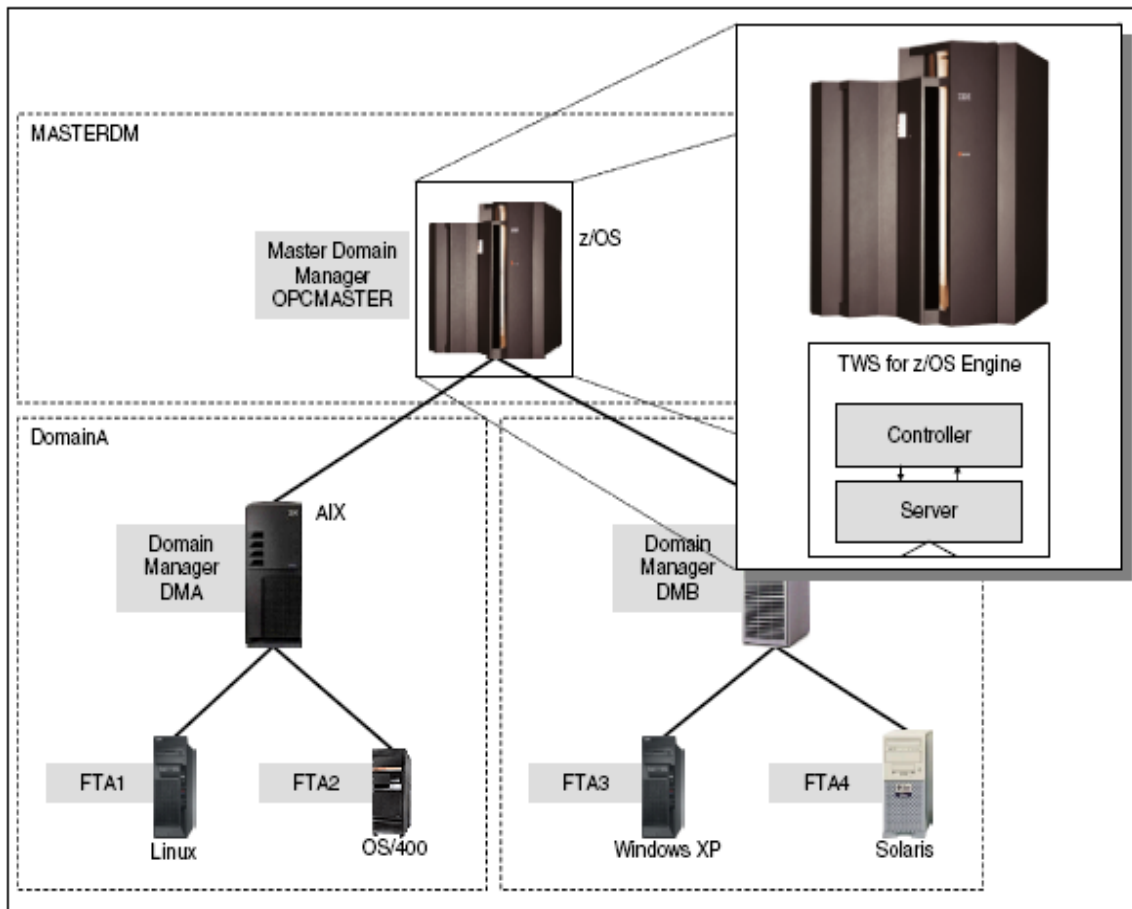 MASTERDM
Master Domain
Manager
OPCMASTER
z/OS
TWS for z/OS Engine
Controller
Server
DomainA
AIX
Domain
Manager
DMA
Domain
Manager
DMB
FTA1
FTA2
FTA3
FTA4
Linux
OS/400
Windows XP
Solaris